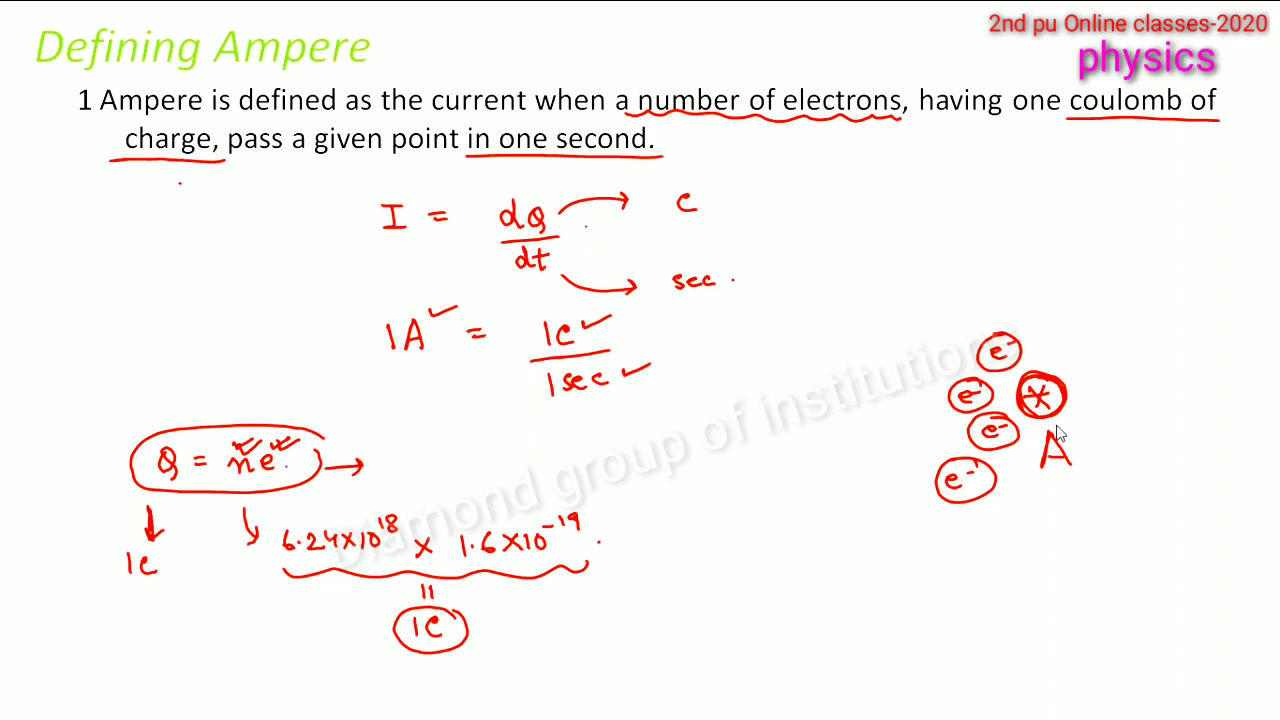 2nd pu Online classes-2020
physics
Defining Ampere
1 Ampere is defined as the current when a number of electrons, having one coulomb of
charge, pass a given point in one second.
I = dQ/dt → C
→ sec
1A = 1C/1sec
Q = ne →
1C
6.24×10^18 × 1.6×10^-19
=
1C
e-
e- *
e-
A
e-
Diamond group of institutions